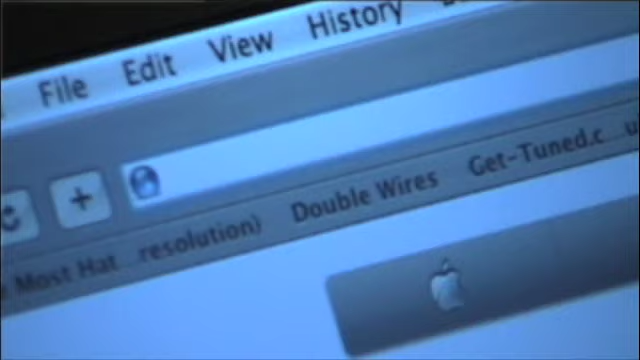 File Edit View History
+
Most Hat...resolution) Double Wires Get-Tuned.c...u